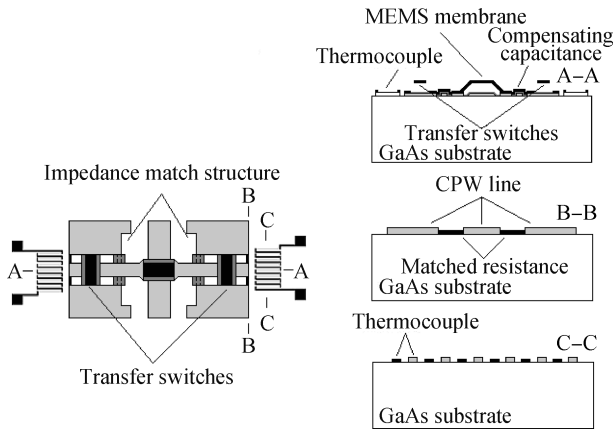 MEMS membrane
Compensating
capacitance
Thermocouple
A–A
Transfer switches
GaAs substrate
Impedance match structure
B
C
A
A
C
B
Transfer switches
CPW line
B–B
Matched resistance
GaAs substrate
Thermocouple
C–C
GaAs substrate